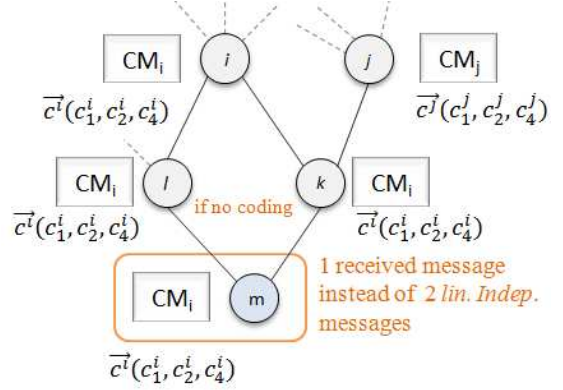 CMᵢ i j CMⱼ
c⃗ⁱ(c₁ⁱ, c₂ⁱ, c₄ⁱ) c⃗ʲ(c₁ʲ, c₂ʲ, c₄ʲ)
CMᵢ l k CMᵢ
if no coding
c⃗ⁱ(c₁ⁱ, c₂ⁱ, c₄ⁱ) c⃗ⁱ(c₁ⁱ, c₂ⁱ, c₄ⁱ)
CMᵢ m
1 received message
instead of 2 lin. Indep.
messages
c⃗ⁱ(c₁ⁱ, c₂ⁱ, c₄ⁱ)